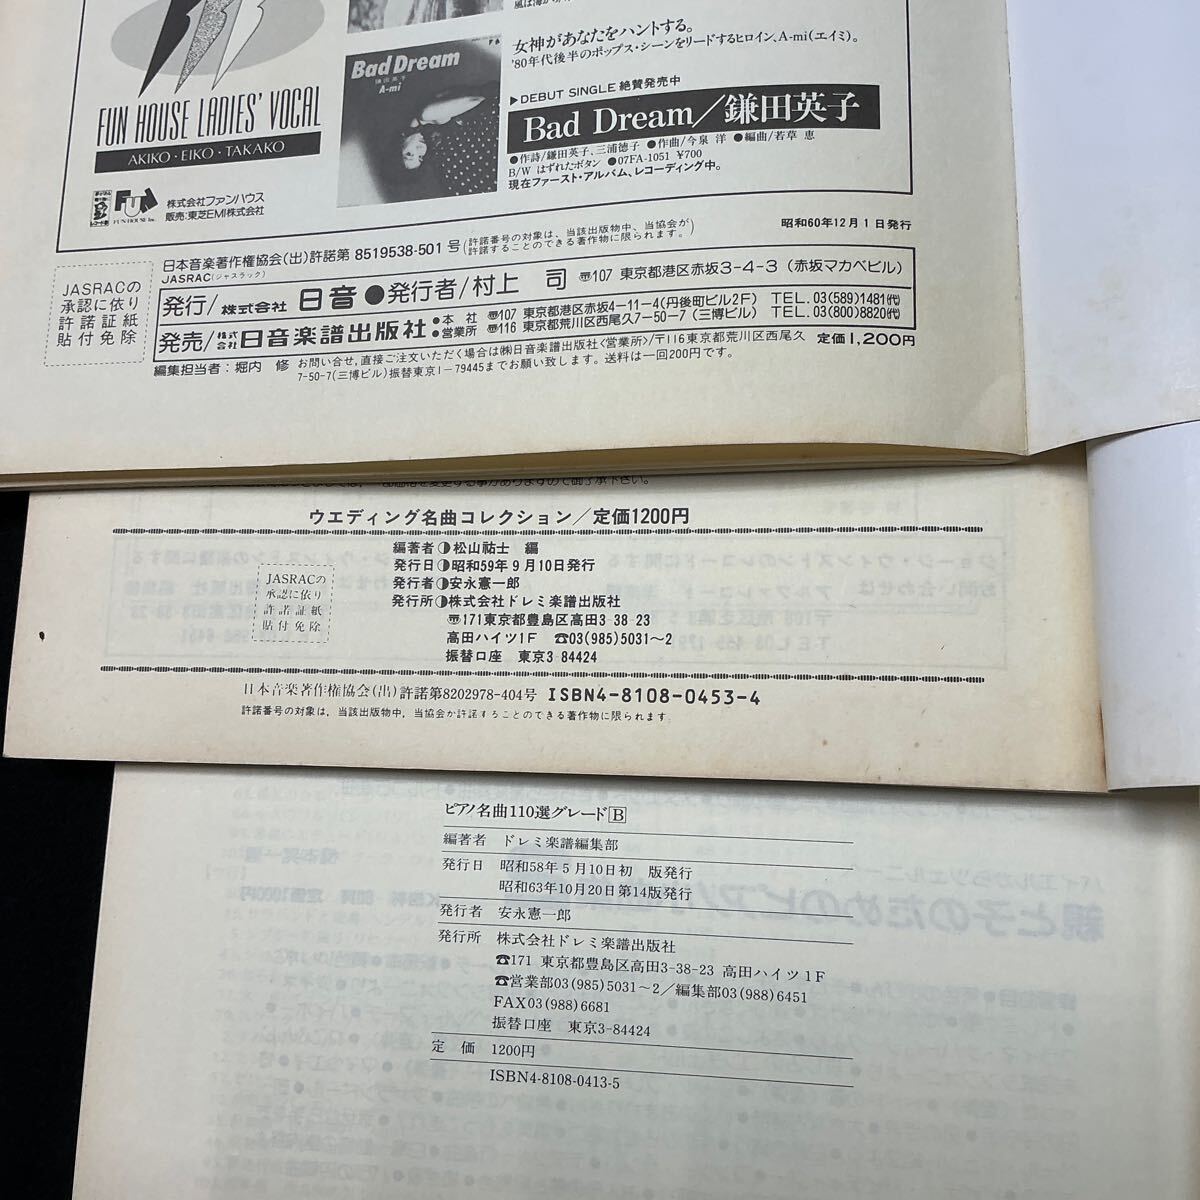 女神があなたをハントする。
'80年代後半のポップス・シーンをリードするヒロイン、A-mi(エイミ)。
Bad Dream
鎌田英子
A-mi
▶DEBUT SINGLE 絶賛発売中
Bad Dream/鎌田英子
●作詩/鎌田英子、三浦徳子 ●作曲/今泉 洋 ●編曲/若草 恵
B/W はずれたボタン ●07FA-1051 ¥700
現在ファースト・アルバム、レコーディング中。
FUN HOUSE LADIES' VOCAL
AKIKO・EIKO・TAKAKO
FUN HOUSE Inc.
株式会社ファンハウス
販売:東芝EMI株式会社
昭和60年12月1日発行
日本音楽著作権協会(出)許諾第 8519538-501 号(許諾番号の対象は、当該出版物中、当協会が許諾することのできる著作物に限られます。)
JASRAC(ジャスラック)
JASRACの
承認に依り
許諾証紙
貼付免除
発行/株式会社 日音●発行者/村上 司 〠107 東京都港区赤坂3-4-3 (赤坂マカベビル)
発売/株式会社日音楽譜出版社 ●本社 〠107 東京都港区赤坂4-11-4(丹後町ビル2F) TEL.03(589)1481㈹
●営業所 〠116 東京都荒川区西尾久7-50-7(三博ビル) TEL.03(800)8820㈹
編集担当者:堀内 修 お問い合せ,直接ご注文いただく場合は㈱日音楽譜出版社<営業所>/〒116東京都荒川区西尾久
7-50-7(三博ビル)振替東京1-79445までお願い致します。送料は一回200円です。
定価1,200円
価格を変更する事がありますので御了承下さい。
ウエディング名曲コレクション/定価1200円
編著者◑松山祐士 編
発行日◑昭和59年9月10日発行
発行者◑安永憲一郎
発行所◑株式会社ドレミ楽譜出版社
〠171東京都豊島区高田3-38-23
高田ハイツ1F ☎03(985)5031~2
振替口座 東京3-84424
JASRACの
承認に依り
許諾証紙
貼付免除
日本音楽著作権協会(出)許諾第8202978-404号 ISBN4-8108-0453-4
許諾番号の対象は,当該出版物中,当協会が許諾することのできる著作物に限られます.
ピアノ名曲110選グレードB
編著者 ドレミ楽譜編集部
発行日 昭和58年5月10日初 版発行
昭和63年10月20日第14版発行
発行者 安永憲一郎
発行所 株式会社ドレミ楽譜出版社
☎171 東京都豊島区高田3-38-23 高田ハイツ1F
☎営業部03(985)5031~2/編集部03(988)6451
FAX03(988)6681
振替口座 東京3-84424
定 価 1200円
ISBN4-8108-0413-5